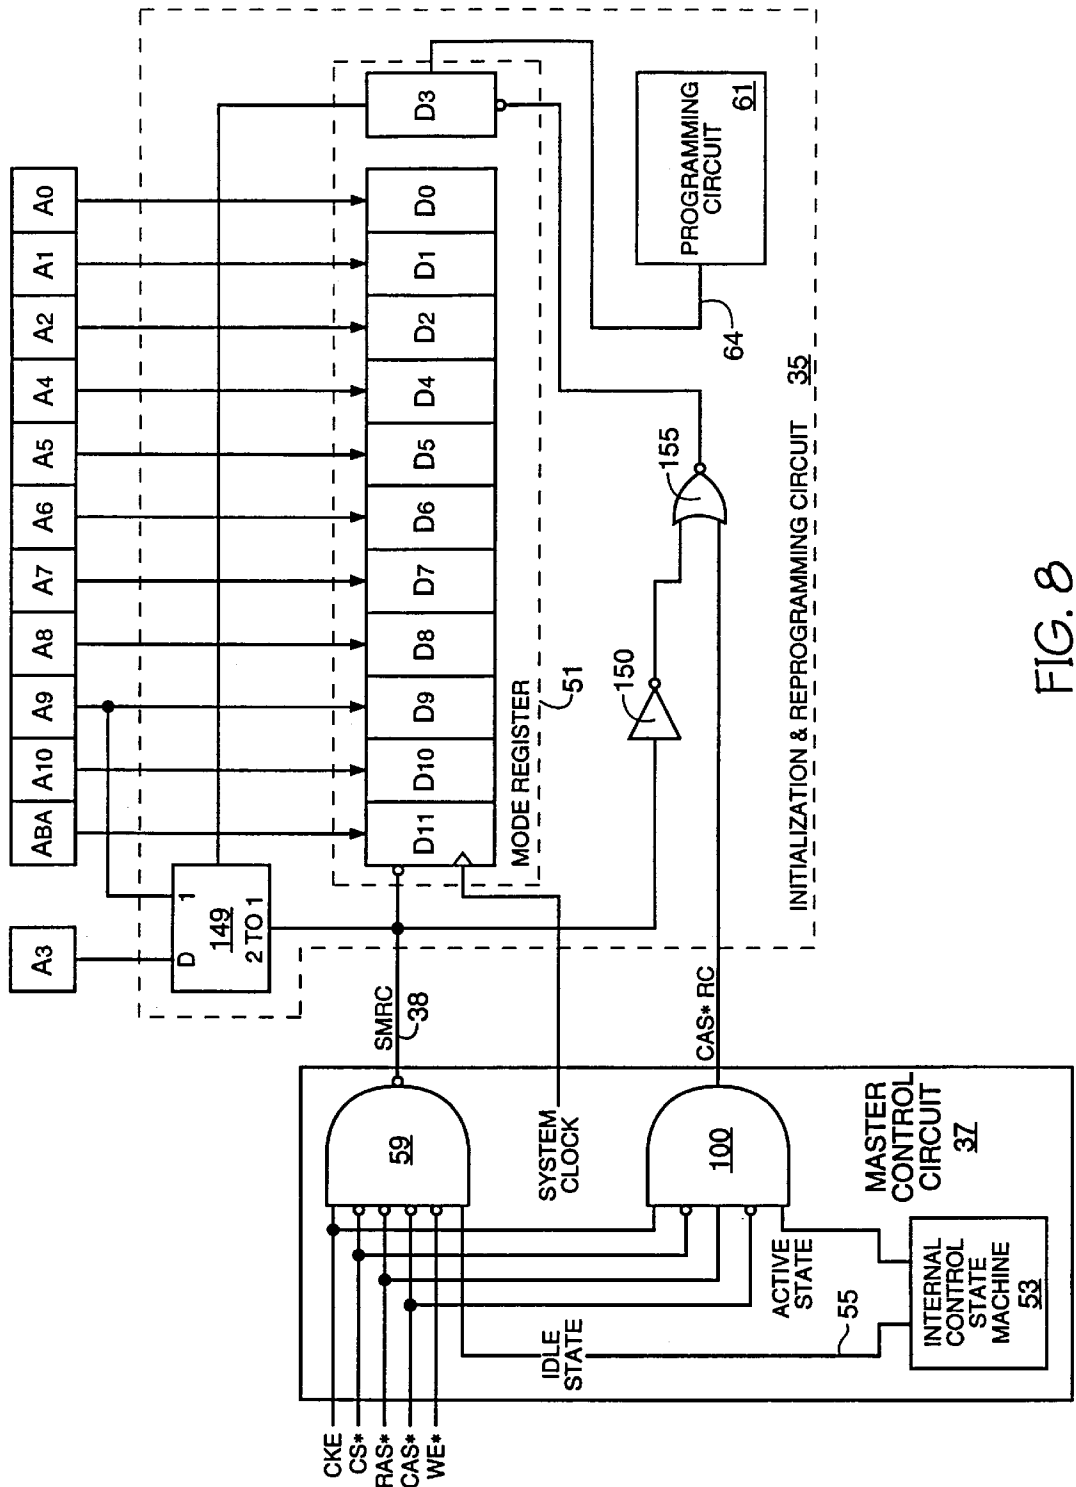 A3
ABA
A10
A9
A8
A7
A6
A5
A4
A2
A1
A0
D
1
149
2 TO 1
D11
D10
D9
D8
D7
D6
D5
D4
D2
D1
D0
D3
MODE REGISTER
51
SMRC
38
CKE
CS*
RAS*
CAS*
WE*
59
SYSTEM
CLOCK
IDLE
STATE
100
CAS* RC
ACTIVE
STATE
55
INTERNAL
CONTROL
STATE
MACHINE
53
MASTER
CONTROL
CIRCUIT
37
150
155
64
PROGRAMMING
CIRCUIT
61
INITIALIZATION & REPROGRAMMING CIRCUIT
35
FIG. 8